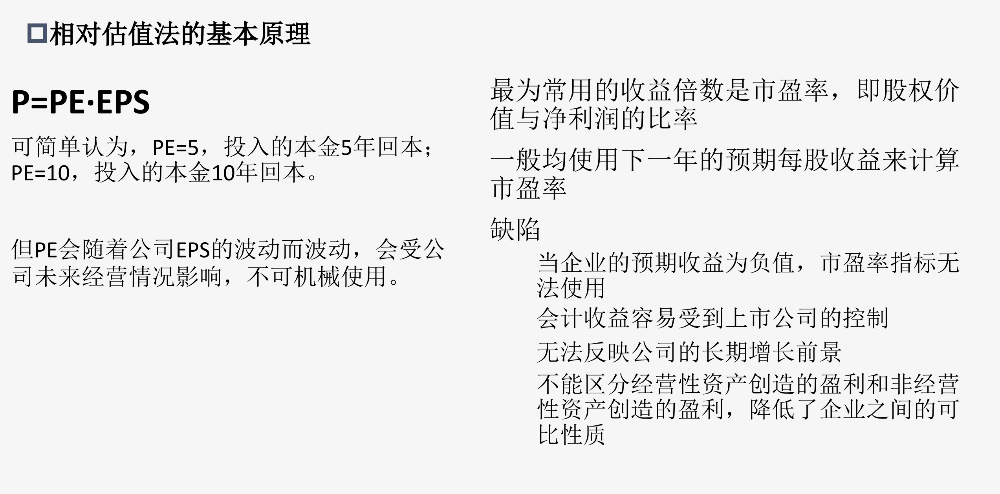 相对估值法的基本原理
P=PE·EPS
可简单认为，PE=5，投入的本金5年回本；
PE=10，投入的本金10年回本。
但PE会随着公司EPS的波动而波动，会受公
司未来经营情况影响，不可机械使用。
最为常用的收益倍数是市盈率，即股权价
值与净利润的比率
一般均使用下一年的预期每股收益来计算
市盈率
缺陷
当企业的预期收益为负值，市盈率指标无
法使用
会计收益容易受到上市公司的控制
无法反映公司的长期增长前景
不能区分经营性资产创造的盈利和非经营
性资产创造的盈利，降低了企业之间的可
比性质